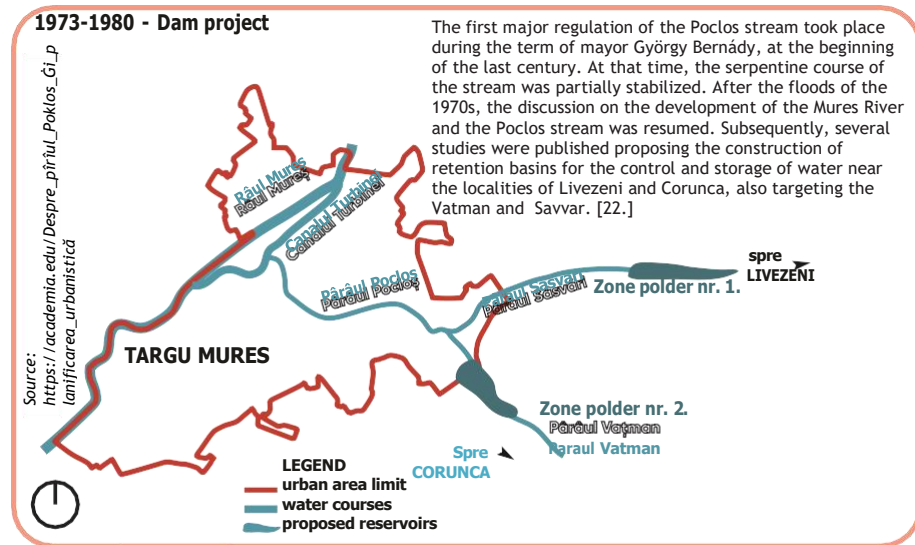 1973-1980 - Dam project
The first major regulation of the Poclos stream took place
during the term of mayor György Bernády, at the beginning
of the last century. At that time, the serpentine course of
the stream was partially stabilized. After the floods of the
1970s, the discussion on the development of the Mures River
and the Poclos stream was resumed. Subsequently, several
studies were published proposing the construction of
retention basins for the control and storage of water near
the localities of Livezeni and Corunca, also targeting the
Vatman and Savvar. [22.]
Source:
https://academia.edu/Despre_pîrîul_Poklos_Gi_p
lanificarea_urbanistică
Râul Mureș
Râul Mureș
Canalul Turbinei
Canalul Turbinei
Pârâul Pocloș
Pârâul Pocloș
Pârâul Sasvari
Pârâul Sasvari
spre
LIVEZENI
Zone polder nr. 1.
TARGU MURES
Zone polder nr. 2.
Pârâul Vațman
Paraul Vatman
Spre
CORUNCA
LEGEND
urban area limit
water courses
proposed reservoirs